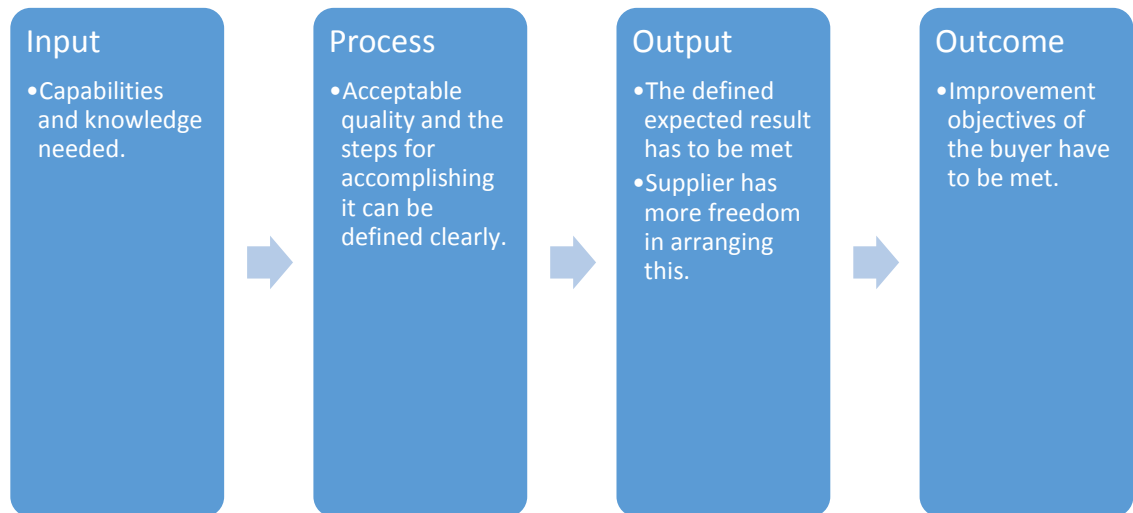 Input
•Capabilities
and knowledge
needed.
Process
•Acceptable
quality and the
steps for
accomplishing
it can be
defined clearly.
Output
•The defined
expected result
has to be met
•Supplier has
more freedom
in arranging
this.
Outcome
•Improvement
objectives of
the buyer have
to be met.